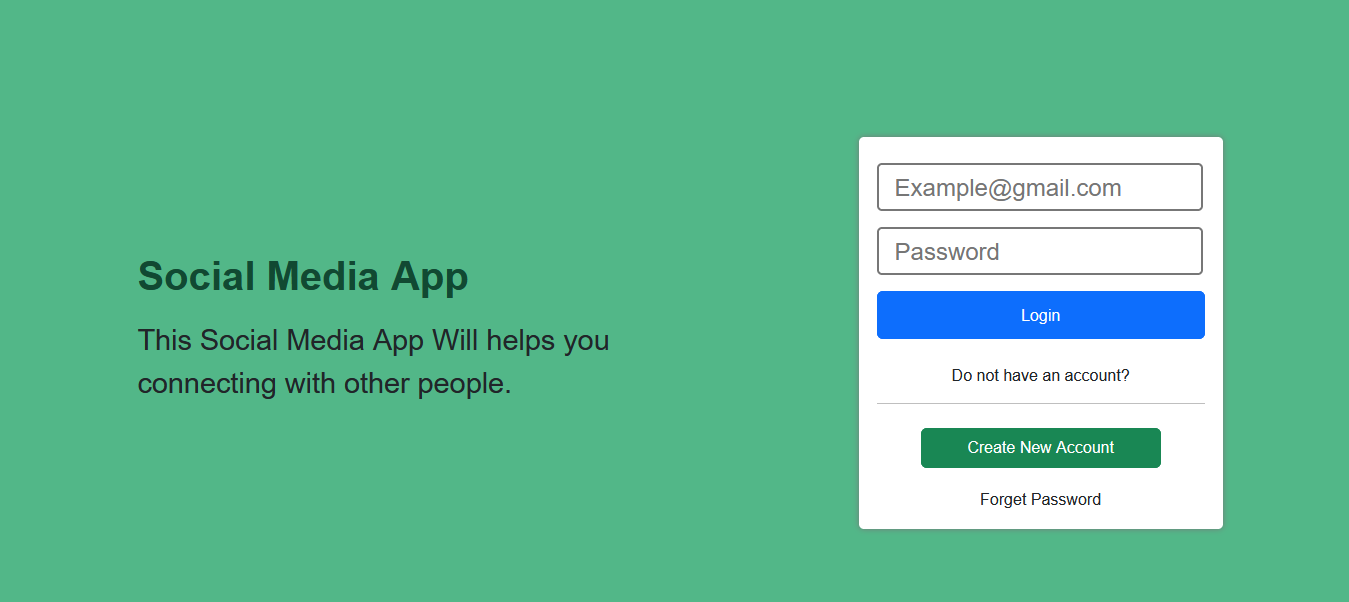 Social Media App
This Social Media App Will helps you
connecting with other people.
Example@gmail.com
Password
Login
Do not have an account?
Create New Account
Forget Password